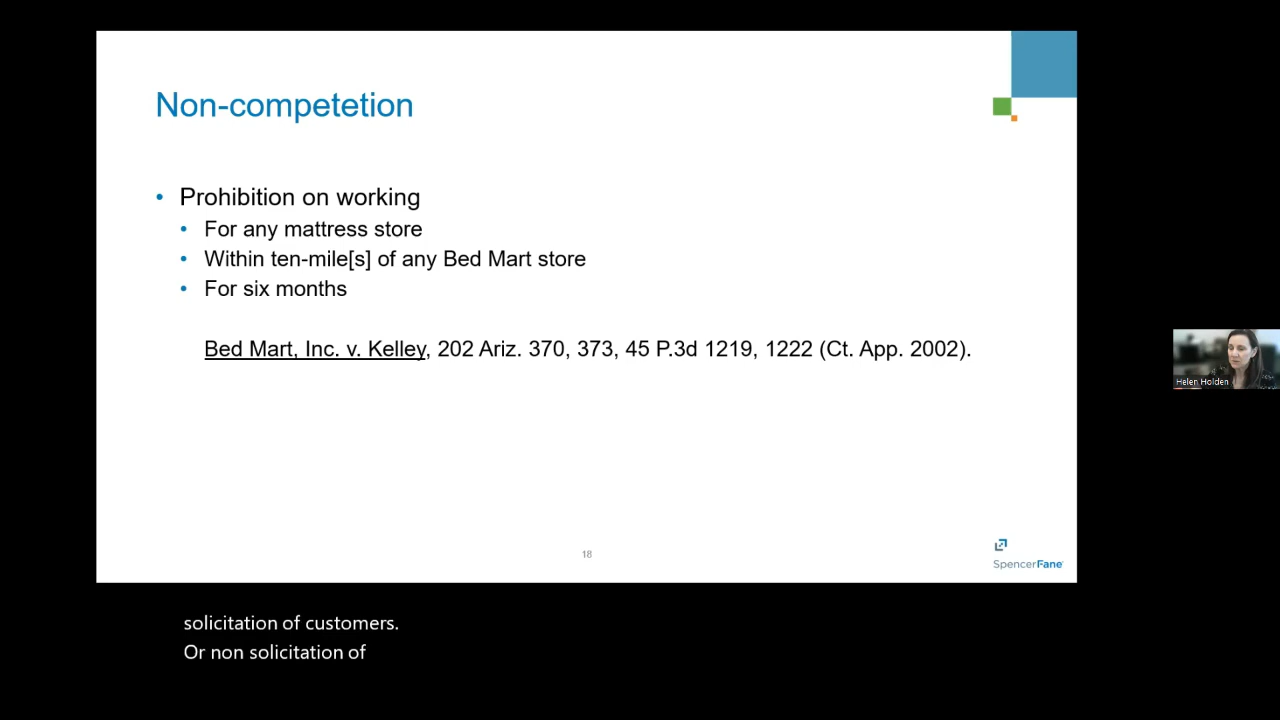 Non-competetion
• Prohibition on working
• For any mattress store
• Within ten-mile[s] of any Bed Mart store
• For six months
Bed Mart, Inc. v. Kelley, 202 Ariz. 370, 373, 45 P.3d 1219, 1222 (Ct. App. 2002).
18
SpencerFane
Helen Holden
solicitation of customers.
Or non solicitation of